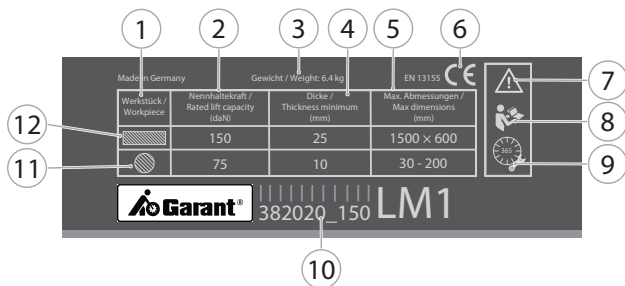 1 2 3 4 5 6
Made in Germany Gewicht / Weight: 6.4 kg EN 13155 CE
7
Werkstück / Workpiece
Nennhaltekraft / Rated lift capacity (daN)
Dicke / Thickness minimum (mm)
Max. Abmessungen / Max dimensions (mm)
8
12 150 25 1500 × 600
11 75 10 30 - 200
365 9
Garant®
382020_150 LM1
10